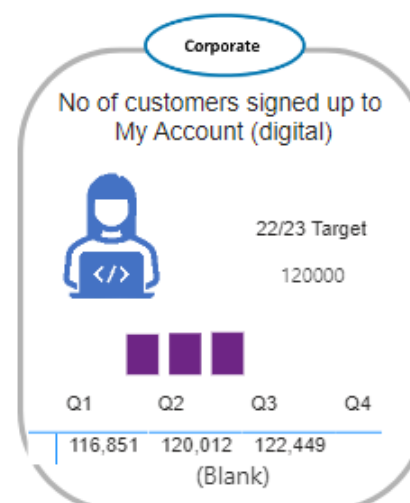 Corporate
No of customers signed up to
My Account (digital)
22/23 Target
</>
120000
Q1 Q2 Q3 Q4
116,851 120,012 122,449
(Blank)